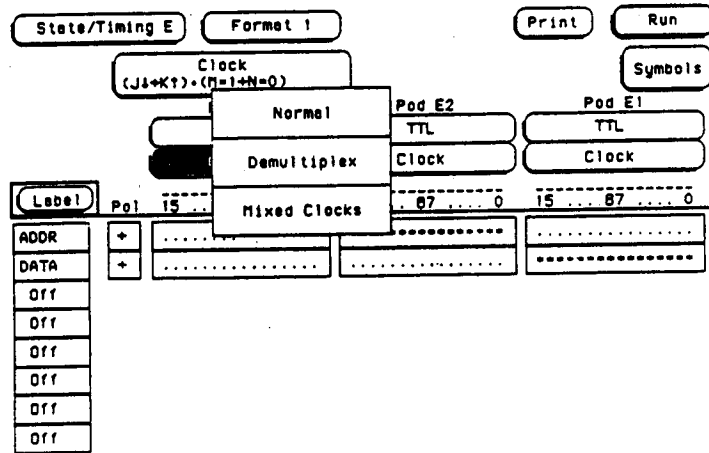 State/Timing E Format 1 Print Run
Clock
(J↓+K↑)·(M=1+N=0)
Symbols
Normal
Demultiplex
Mixed Clocks
Pod E2 Pod E1
TTL TTL
Clock Clock
Label Pol 15 ... . . 87 .... 0 15 ... 87 .... 0
ADDR +
DATA +
Off
Off
Off
Off
Off
Off